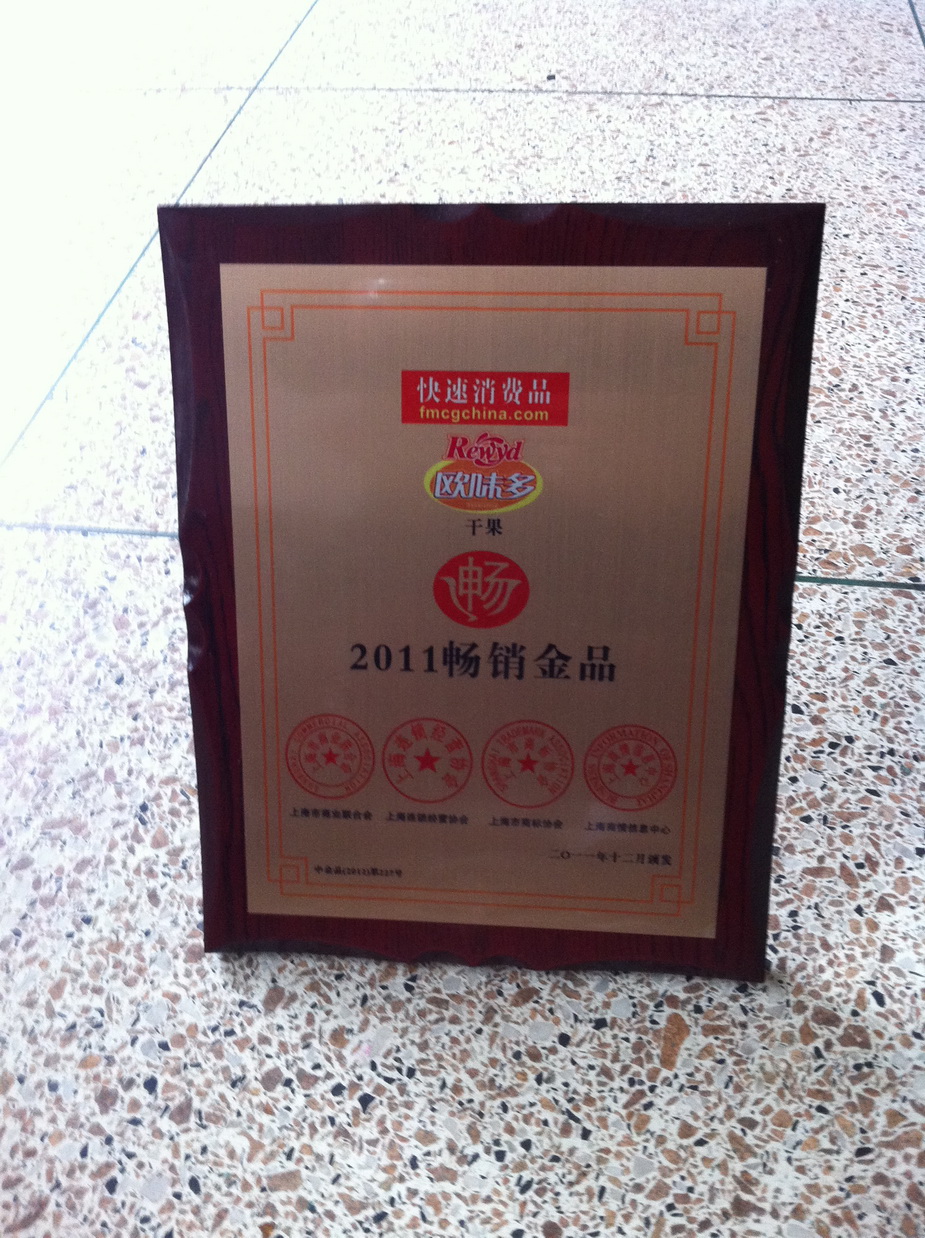 快速消费品
fmcgchina.com
Rewyd
欧味多
干果
畅
2011畅销金品
上海市商业联合会
上海连锁经营协会
上海市商标协会
上海商情信息中心
二〇一一年十二月颁发